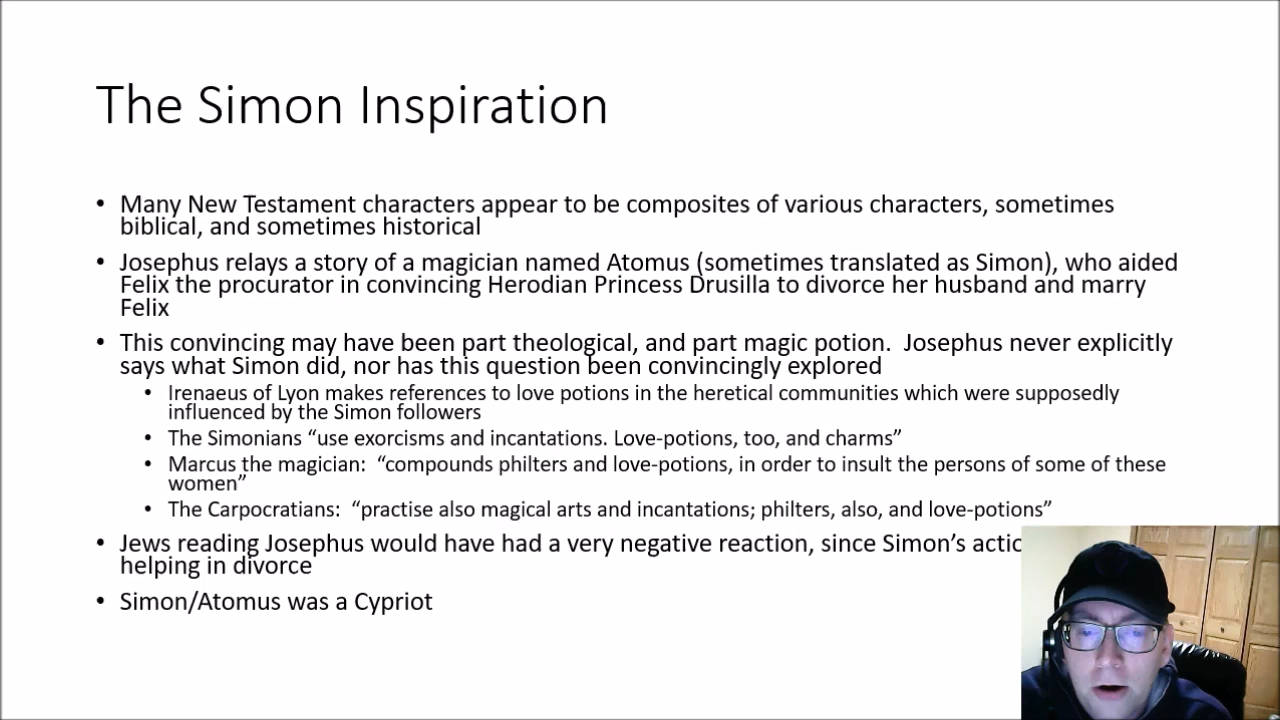 The Simon Inspiration
• Many New Testament characters appear to be composites of various characters, sometimes
biblical, and sometimes historical
• Josephus relays a story of a magician named Atomus (sometimes translated as Simon), who aided
Felix the procurator in convincing Herodian Princess Drusilla to divorce her husband and marry
Felix
• This convincing may have been part theological, and part magic potion.  Josephus never explicitly
says what Simon did, nor has this question been convincingly explored
• Irenaeus of Lyon makes references to love potions in the heretical communities which were supposedly
influenced by the Simon followers
• The Simonians “use exorcisms and incantations. Love-potions, too, and charms”
• Marcus the magician:  “compounds philters and love-potions, in order to insult the persons of some of these
women”
• The Carpocratians:  “practise also magical arts and incantations; philters, also, and love-potions”
• Jews reading Josephus would have had a very negative reaction, since Simon’s
helping in divorce
• Simon/Atomus was a Cypriot